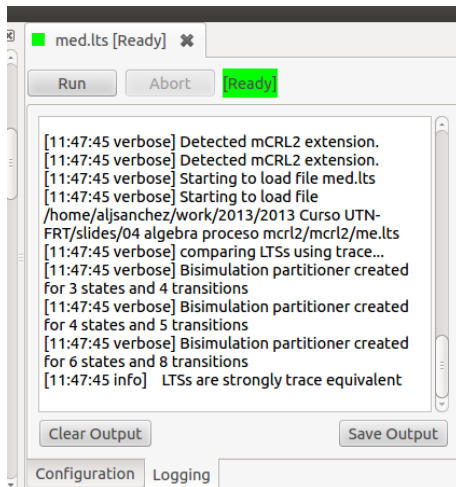 med.lts [Ready] ✖
Run Abort [Ready]
[11:47:45 verbose] Detected mCRL2 extension.
[11:47:45 verbose] Detected mCRL2 extension.
[11:47:45 verbose] Starting to load file med.lts
[11:47:45 verbose] Starting to load file
/home/aljsanchez/work/2013/2013 Curso UTN-
FRT/slides/04 algebra proceso mcrl2/mcrl2/me.lts
[11:47:45 verbose] comparing LTSs using trace...
[11:47:45 verbose] Bisimulation partitioner created
for 3 states and 4 transitions
[11:47:45 verbose] Bisimulation partitioner created
for 4 states and 5 transitions
[11:47:45 verbose] Bisimulation partitioner created
for 6 states and 8 transitions
[11:47:45 info] LTSs are strongly trace equivalent
Clear Output Save Output
Configuration Logging